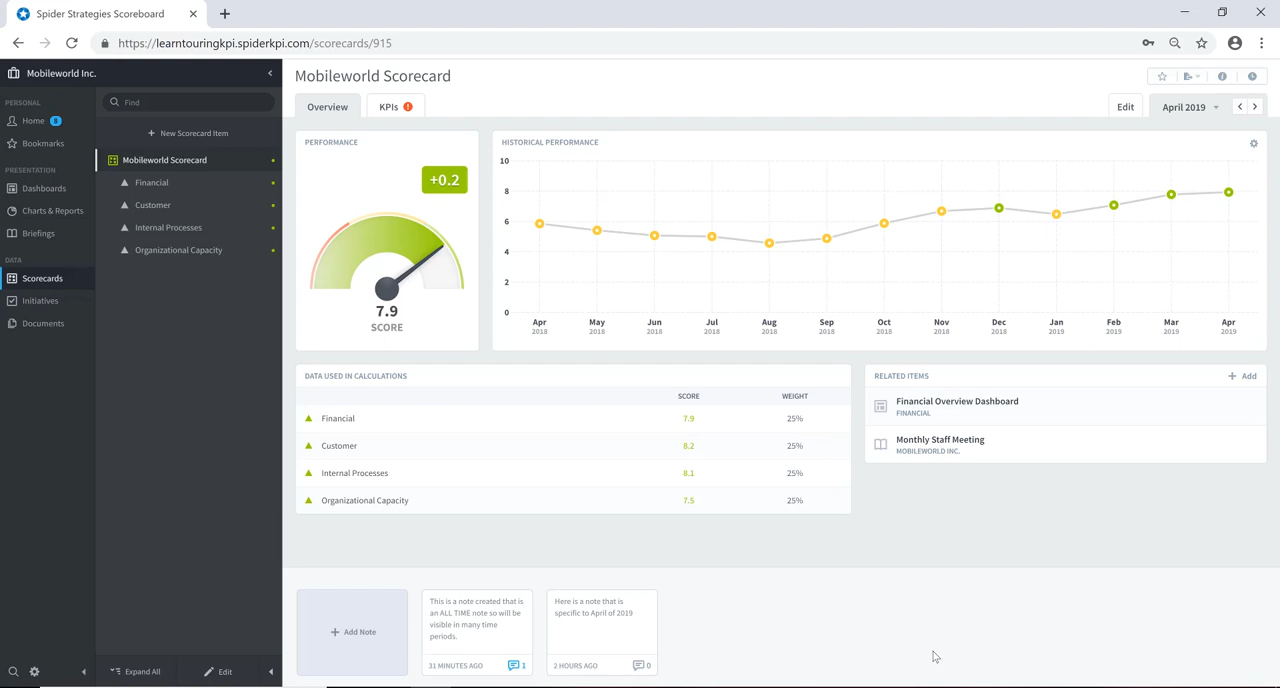 Spider Strategies Scoreboard
https://learntouringkpi.spiderkpi.com/scorecards/915
Mobileworld Inc.
PERSONAL
Home 8
Bookmarks
PRESENTATION
Dashboards
Charts & Reports
Briefings
DATA
Scorecards
Initiatives
Documents
Find
New Scorecard Item
Mobileworld Scorecard
Financial
Customer
Internal Processes
Organizational Capacity
Expand All
Edit
Mobileworld Scorecard
Overview
KPIs
Edit
April 2019
PERFORMANCE
+0.2
7.9
SCORE
HISTORICAL PERFORMANCE
10
8
6
4
2
0
Apr May Jun Jul Aug Sep Oct Nov Dec Jan Feb Mar Apr
2018 2018 2018 2018 2018 2018 2018 2018 2018 2019 2019 2019 2019
DATA USED IN CALCULATIONS
SCORE WEIGHT
Financial 7.9 25%
Customer 8.2 25%
Internal Processes 8.1 25%
Organizational Capacity 7.5 25%
RELATED ITEMS
+ Add
Financial Overview Dashboard
FINANCIAL
Monthly Staff Meeting
MOBILEWORLD INC.
+ Add Note
This is a note created that is
an ALL TIME note so will be
visible in many time
periods.
31 MINUTES AGO 1
Here is a note that is
specific to April of 2019
2 HOURS AGO 0